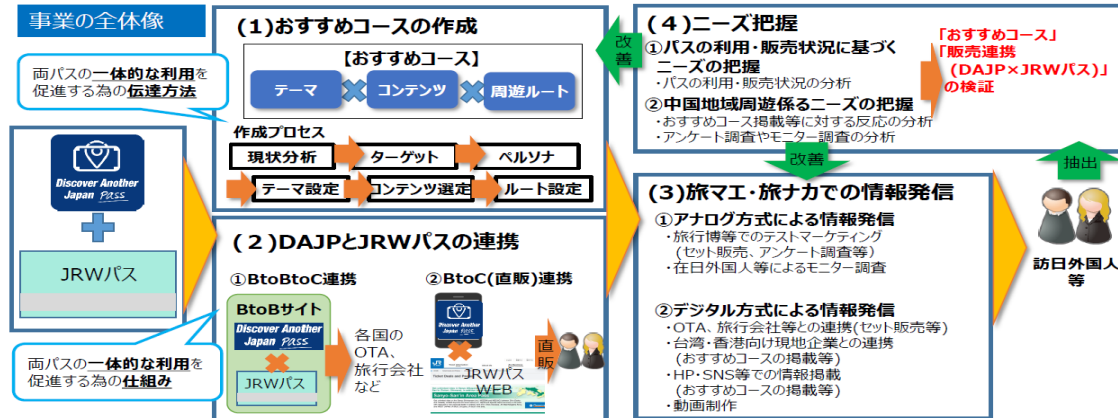 事業の全体像
両パスの一体的な利用を
促進する為の伝達方法
Discover Another
Japan Pass
JRWパス
両パスの一体的な利用を
促進する為の仕組み
(1)おすすめコースの作成
【おすすめコース】
テーマ
コンテンツ
周遊ルート
作成プロセス
現状分析
ターゲット
ペルソナ
テーマ設定
コンテンツ選定
ルート設定
(2)DAJPとJRWパスの連携
①BtoBtoC連携
BtoBサイト
Discover Another
Japan Pass
JRWパス
各国の
OTA、
旅行会社
など
②BtoC(直販)連携
JRWパス
WEB
直販
改善
(4)ニーズ把握
①パスの利用・販売状況に基づく
ニーズの把握
・パスの利用・販売状況の分析
②中国地域周遊係るニーズの把握
・おすすめコース掲載等に対する反応の分析
・アンケート調査やモニター調査の分析
「おすすめコース」
「販売連携
(DAJP×JRWパス)」
の検証
改善
抽出
(3)旅マエ・旅ナカでの情報発信
①アナログ方式による情報発信
・旅行博等でのテストマーケティング
(セット販売、アンケート調査等)
・在日外国人等によるモニター調査
②デジタル方式による情報発信
・OTA、旅行会社等との連携(セット販売等)
・台湾・香港向け現地企業との連携
(おすすめコースの掲載等)
・HP・SNS等での情報掲載
(おすすめコースの掲載等)
・動画制作
訪日外国人
等